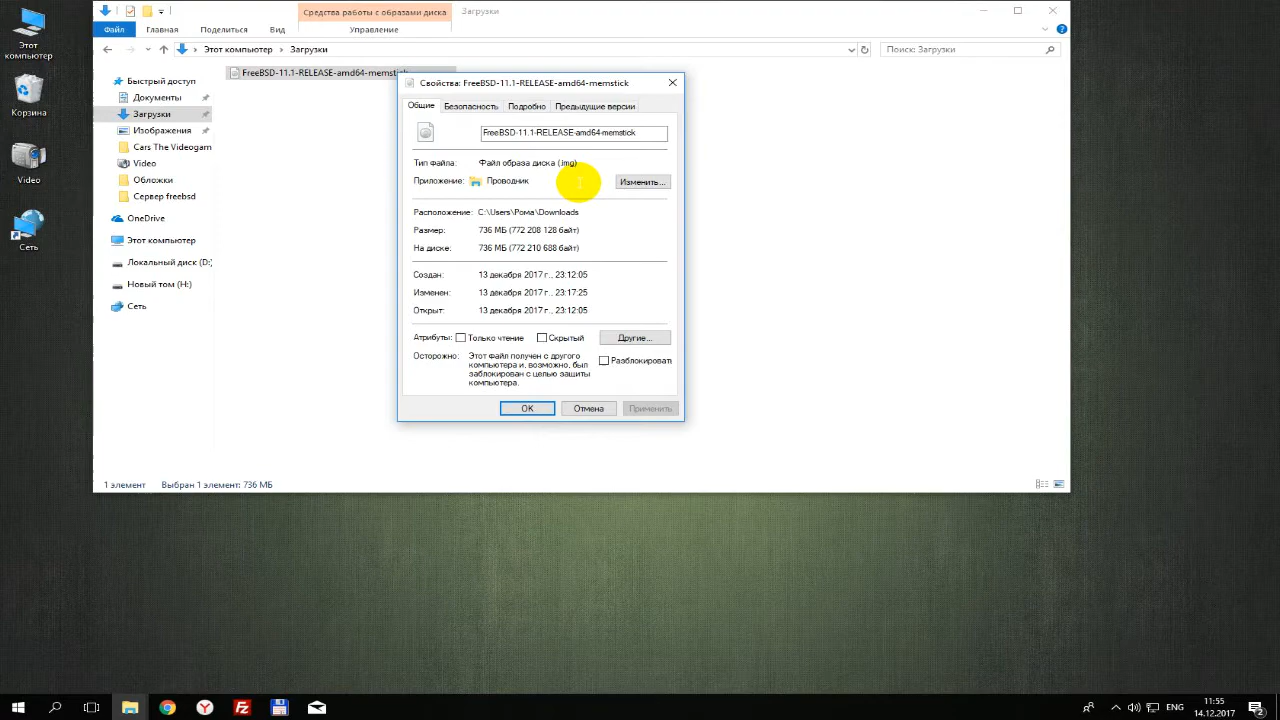 Средства работы с образами диска
Загрузки
Файл
Главная
Поделиться
Вид
Управление
Этот компьютер
Загрузки
Поиск: Загрузки
Этот
компьютер
Корзина
Video
Сеть
Быстрый доступ
Документы
Загрузки
Изображения
Cars The Videogam
Video
Обложки
Сервер freebsd
OneDrive
Этот компьютер
Локальный диск (D:)
Новый том (H:)
Сеть
FreeBSD-11.1-RELEASE-amd64-memstick
Свойства: FreeBSD-11.1-RELEASE-amd64-memstick
Общие
Безопасность
Подробно
Предыдущие версии
FreeBSD-11.1-RELEASE-amd64-memstick
Тип файла: Файл образа диска (.img)
Приложение: Проводник
Изменить...
Расположение: C:\Users\Рома\Downloads
Размер: 736 МБ (772 208 128 байт)
На диске: 736 МБ (772 210 688 байт)
Создан: 13 декабря 2017 г., 23:12:05
Изменен: 13 декабря 2017 г., 23:17:25
Открыт: 13 декабря 2017 г., 23:12:05
Атрибуты: Только чтение Скрытый Другие...
Осторожно: Этот файл получен с другого
компьютера и, возможно, был
заблокирован с целью защиты
компьютера.
Разблокировать
ОК
Отмена
Применить
1 элемент
Выбран 1 элемент: 736 МБ
ENG
11:55
14.12.2017
2